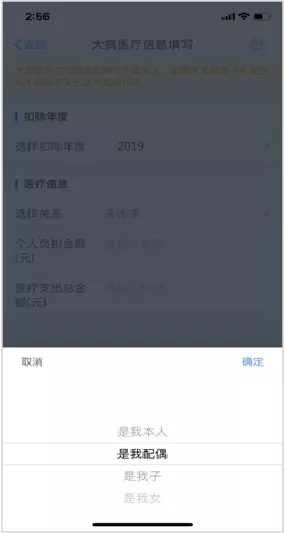 2:56
返回
大病医疗信息填写
扣除年度
选择扣除年度 2019
医疗信息
选择关系 请选择
个人负担金额
(元)
医疗支出总金
额(元)
取消 确定
是我本人
是我配偶
是我子
是我女